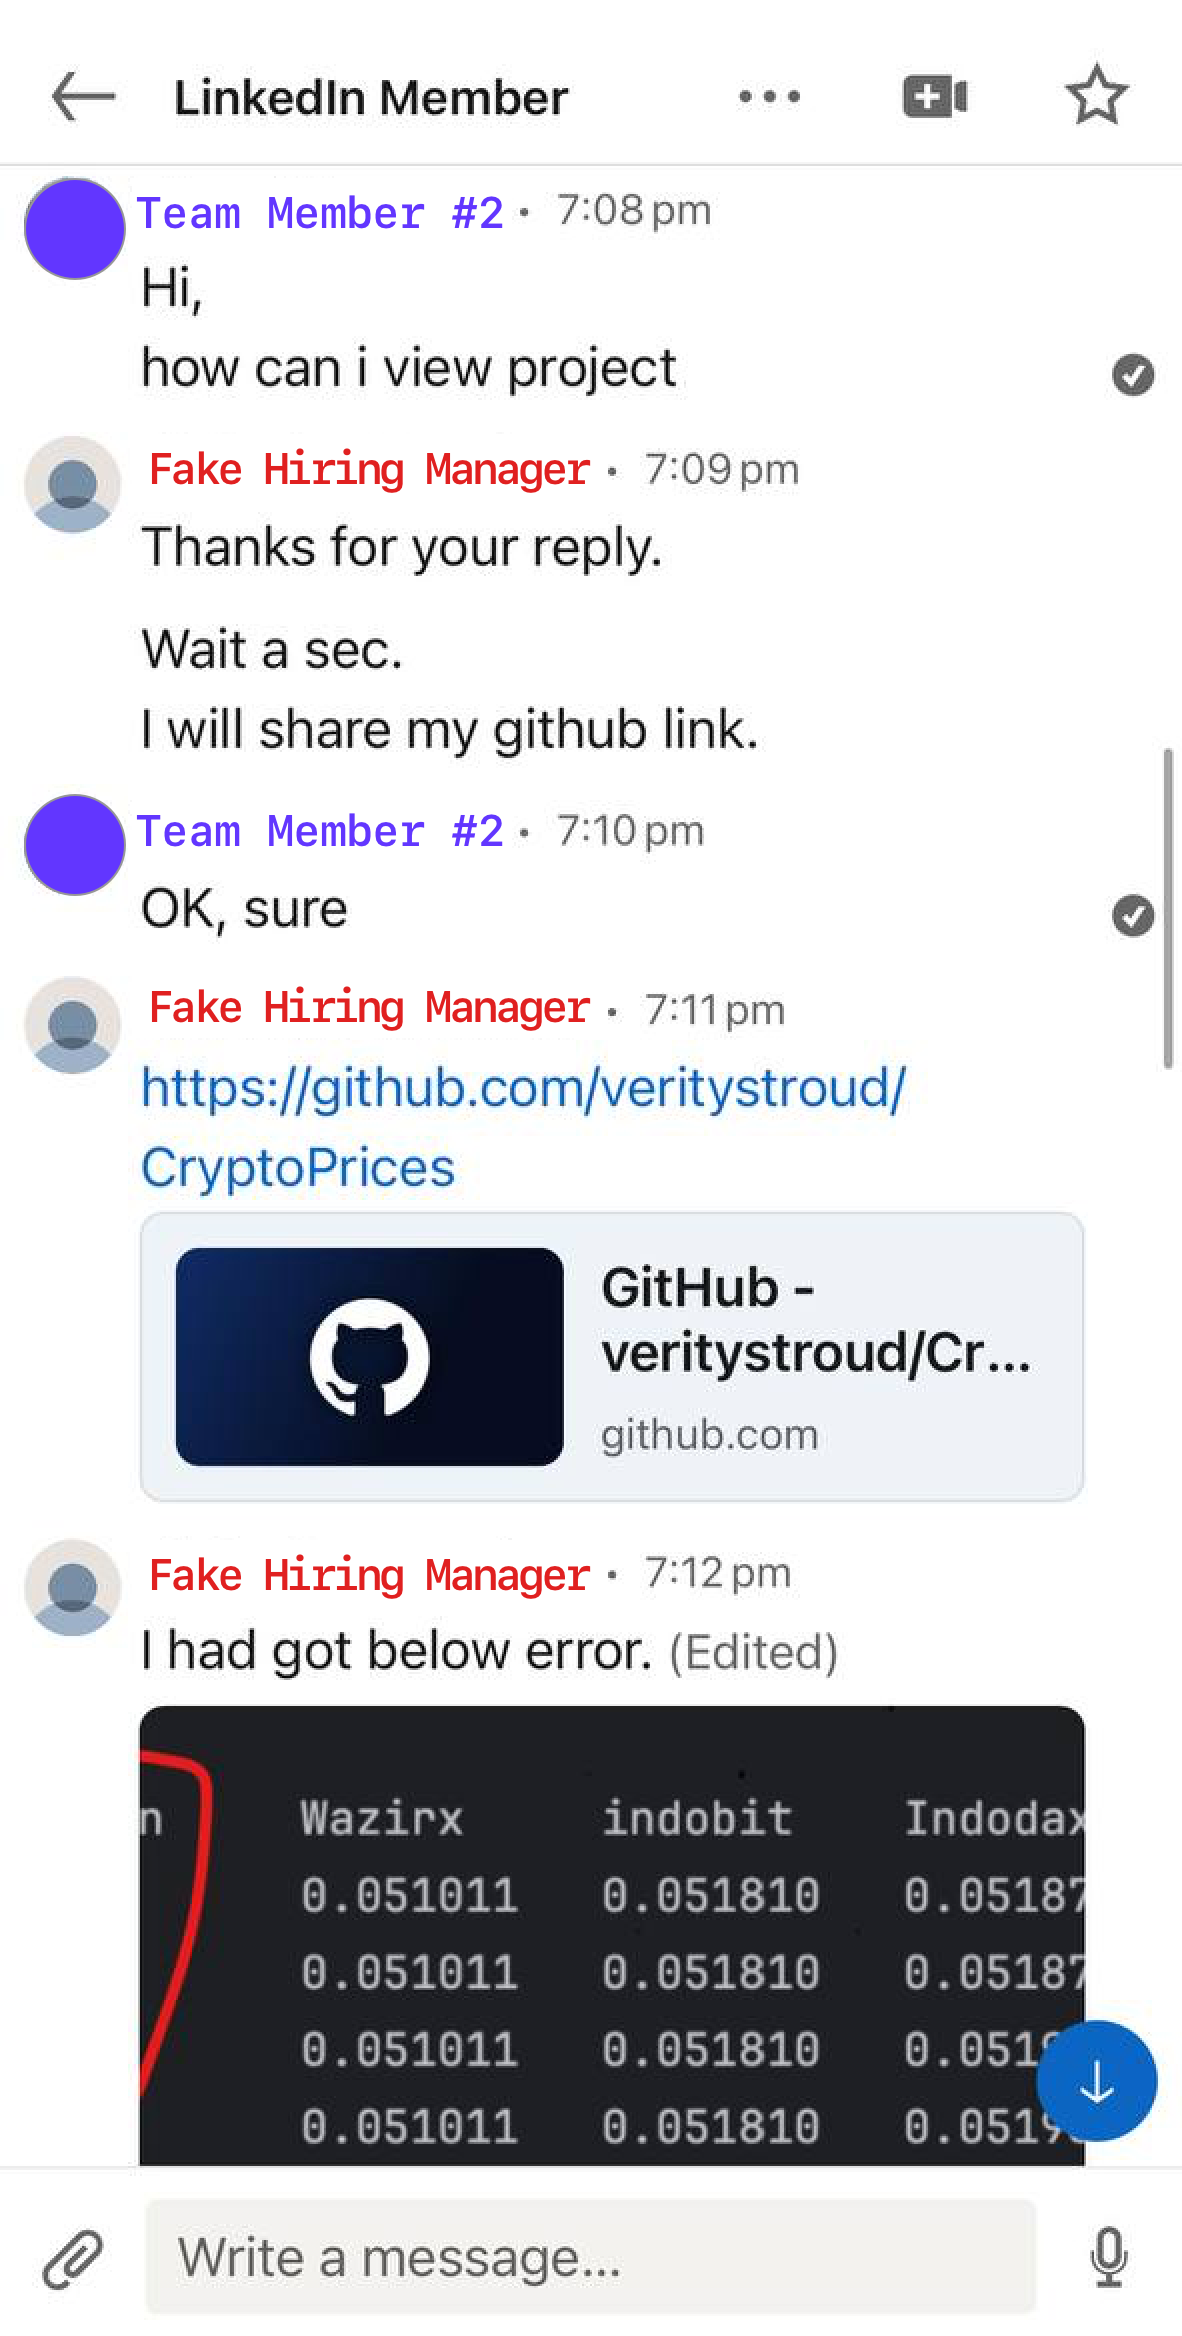 LinkedIn Member
Team Member #2 • 7:08 pm
Hi,
how can i view project
Fake Hiring Manager • 7:09 pm
Thanks for your reply.
Wait a sec.
I will share my github link.
Team Member #2 • 7:10 pm
OK, sure
Fake Hiring Manager • 7:11 pm
https://github.com/veritystroud/
CryptoPrices
GitHub -
veritystroud/Cr...
github.com
Fake Hiring Manager • 7:12 pm
I had got below error. (Edited)
n Wazirx indobit Indodax
0.051011 0.051810 0.05187
0.051011 0.051810 0.05187
0.051011 0.051810 0.051
0.051011 0.051810 0.051
Write a message...